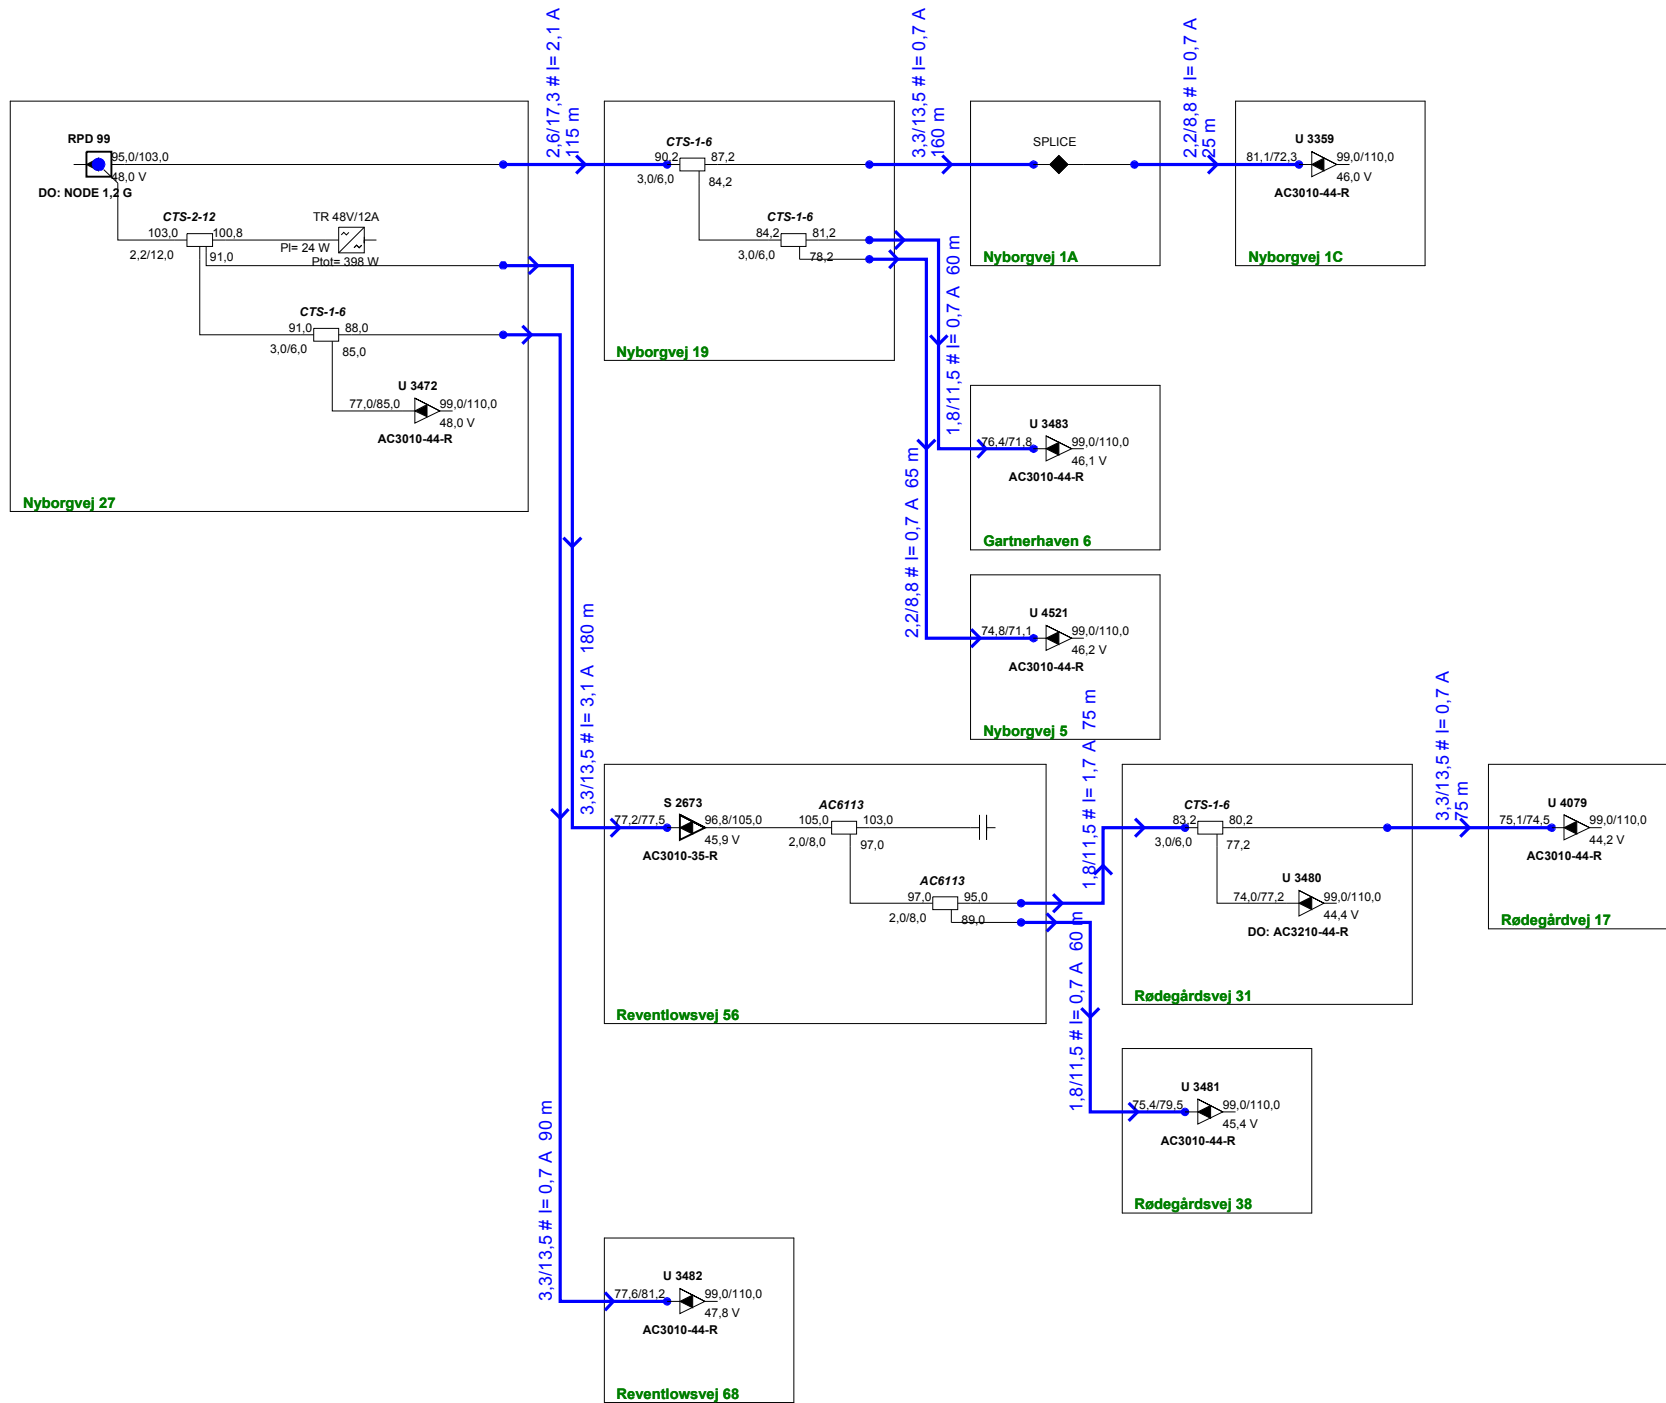 2,6/17,3 # I= 2,1 A
115 m
3,3/13,5 # I= 0,7 A
160 m
2,2/8,8 # I= 0,7 A
25 m
RPD 99
95,0/103,0
48,0 V
DO: NODE 1,2 G
CTS-2-12
103,0
100,8
2,2/12,0
91,0
TR 48V/12A
PI= 24 W
Ptot= 398 W
CTS-1-6
91,0
88,0
3,0/6,0
85,0
U 3472
77,0/85,0
99,0/110,0
48,0 V
AC3010-44-R
Nyborgvej 27
CTS-1-6
90,2
87,2
3,0/6,0
84,2
CTS-1-6
84,2
81,2
3,0/6,0
78,2
Nyborgvej 19
SPLICE
Nyborgvej 1A
U 3359
81,1/72,3
99,0/110,0
46,0 V
AC3010-44-R
Nyborgvej 1C
1,8/11,5 # I= 0,7 A 60 m
2,2/8,8 # I= 0,7 A 65 m
U 3483
76,4/71,8
99,0/110,0
46,1 V
AC3010-44-R
Gartnerhaven 6
U 4521
74,8/71,1
99,0/110,0
46,2 V
AC3010-44-R
Nyborgvej 5
3,3/13,5 # I= 3,1 A 180 m
S 2673
77,2/77,5
96,8/105,0
45,9 V
AC3010-35-R
AC6113
105,0
103,0
2,0/8,0
97,0
AC6113
97,0
95,0
2,0/8,0
89,0
Reventlowsvej 56
1,8/11,5 # I= 1,7 A 75 m
1,8/11,5 # I= 0,7 A 60 m
CTS-1-6
83,2
80,2
3,0/6,0
77,2
U 3480
74,0/77,2
99,0/110,0
44,4 V
DO: AC3210-44-R
Rødegårdsvej 31
3,3/13,5 # I= 0,7 A
75 m
U 4079
75,1/74,5
99,0/110,0
44,2 V
AC3010-44-R
Rødegårdvej 17
U 3481
75,4/79,5
99,0/110,0
45,4 V
AC3010-44-R
Rødegårdsvej 38
3,3/13,5 # I= 0,7 A 90 m
U 3482
77,6/81,2
99,0/110,0
47,8 V
AC3010-44-R
Reventlowsvej 68